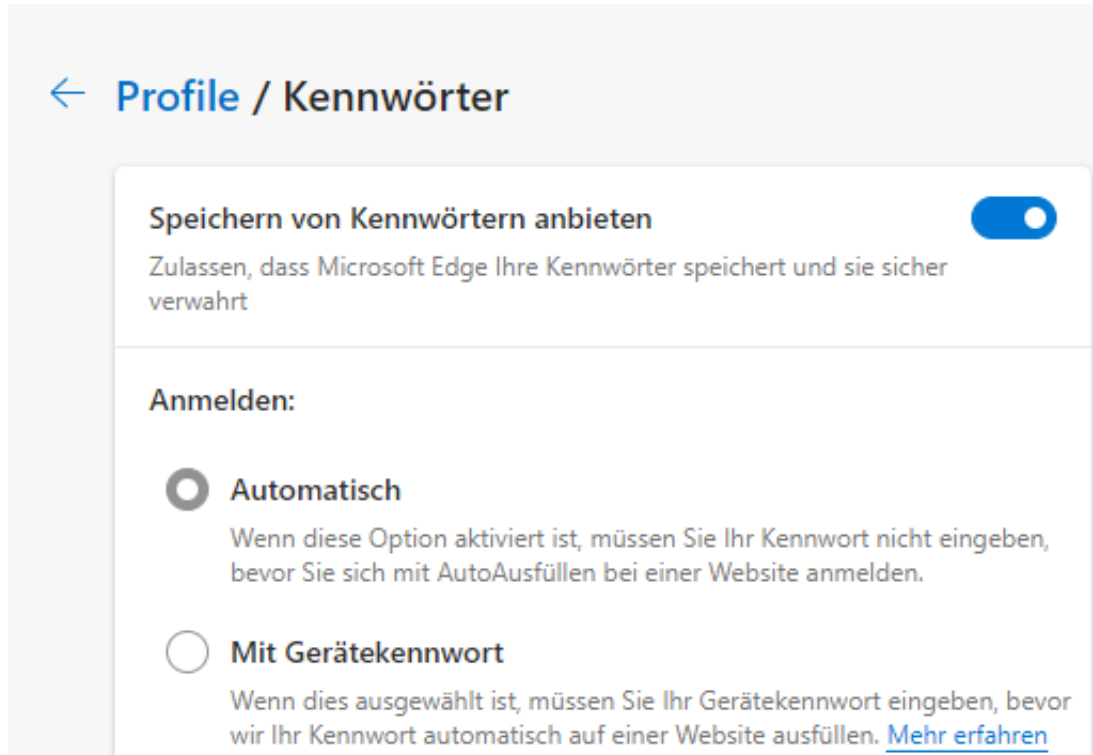 Profile / Kennwörter
Speichern von Kennwörtern anbieten
Zulassen, dass Microsoft Edge Ihre Kennwörter speichert und sie sicher
verwahrt
Anmelden:
Automatisch
Wenn diese Option aktiviert ist, müssen Sie Ihr Kennwort nicht eingeben,
bevor Sie sich mit AutoAusfüllen bei einer Website anmelden.
Mit Gerätekennwort
Wenn dies ausgewählt ist, müssen Sie Ihr Gerätekennwort eingeben, bevor
wir Ihr Kennwort automatisch auf einer Website ausfüllen. Mehr erfahren